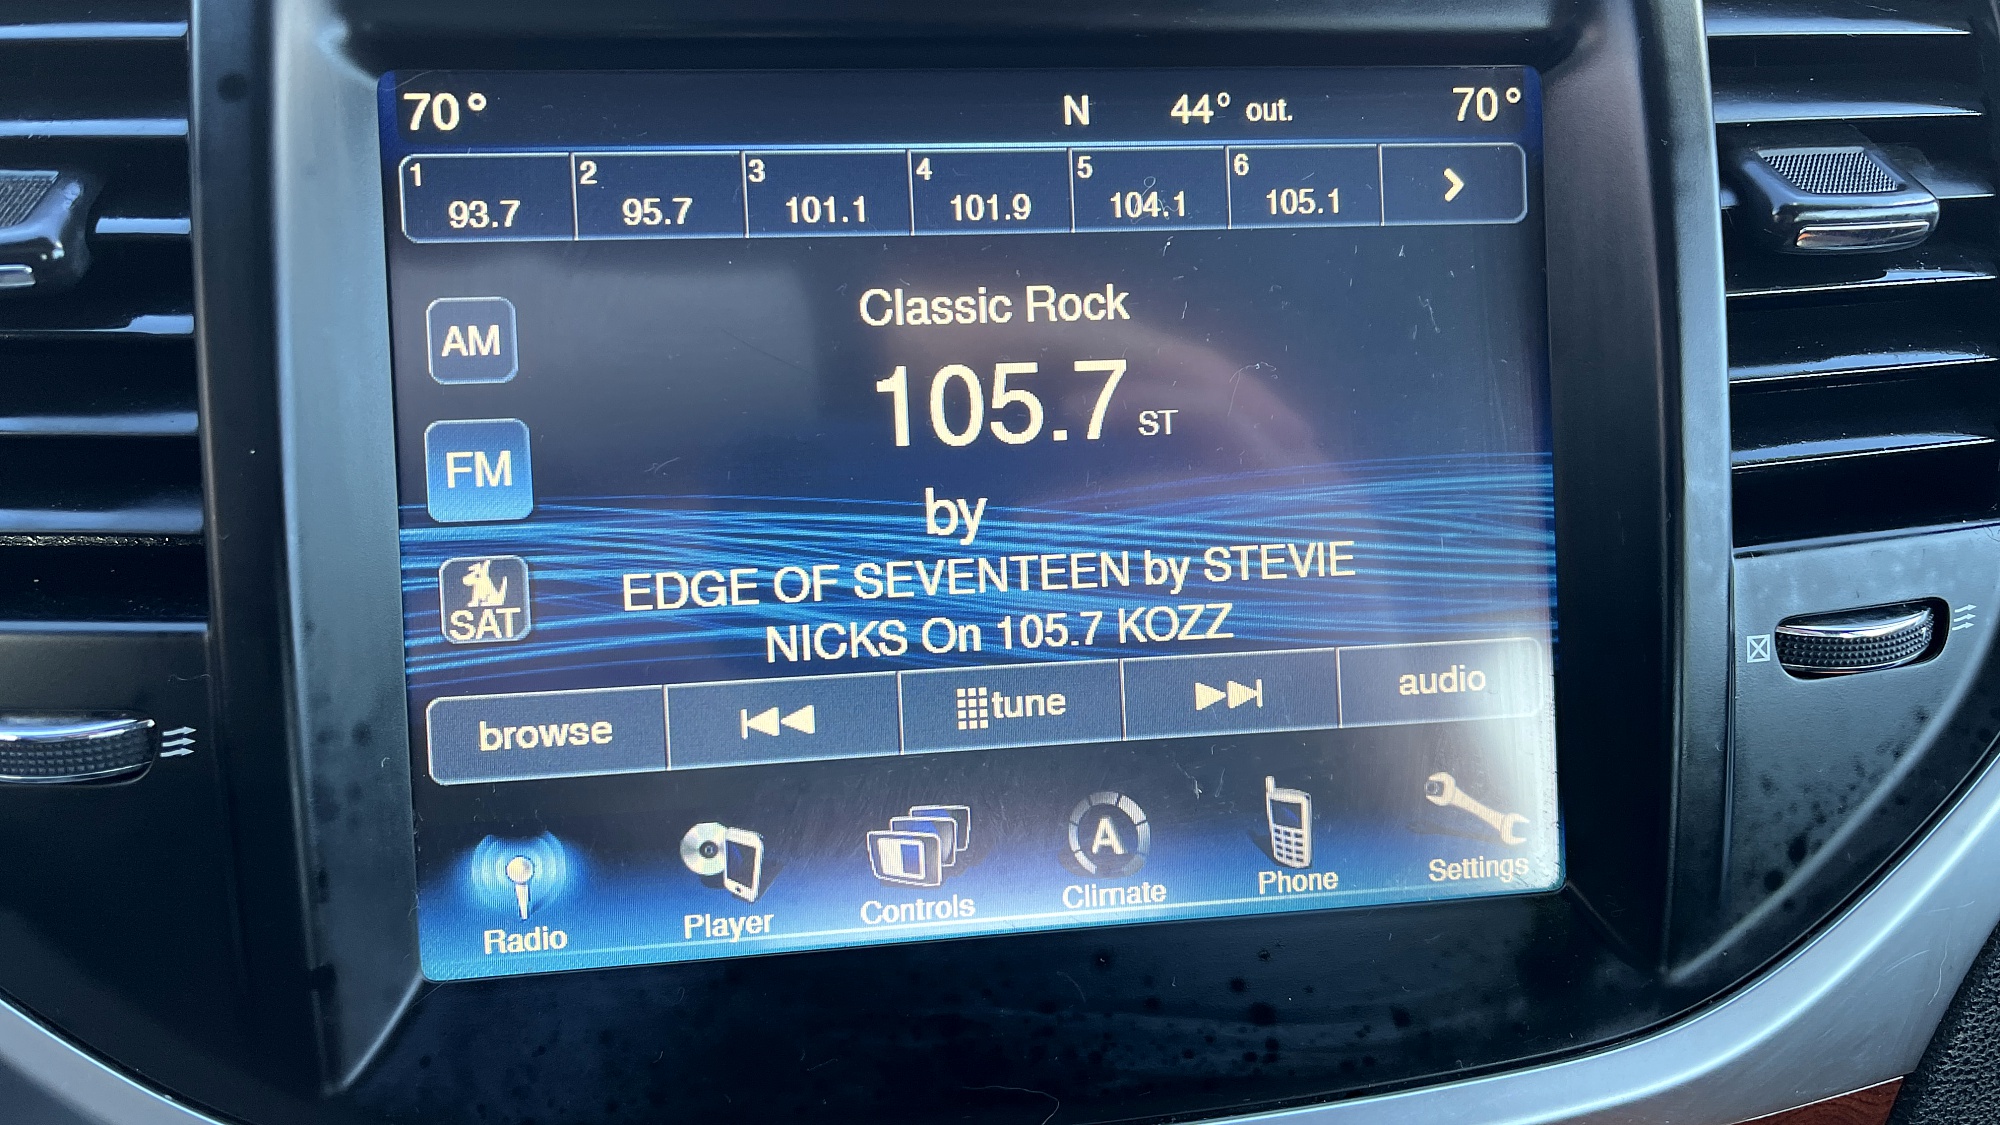 70° N 44° out. 70°
1 2 3 4 5 6
93.7 95.7 101.1 101.9 104.1 105.1
Classic Rock
AM
105.7 ST
FM
by
EDGE OF SEVENTEEN by STEVIE
NICKS On 105.7 KOZZ
SAT
browse tune audio
Radio Player Controls A Climate Phone Settings